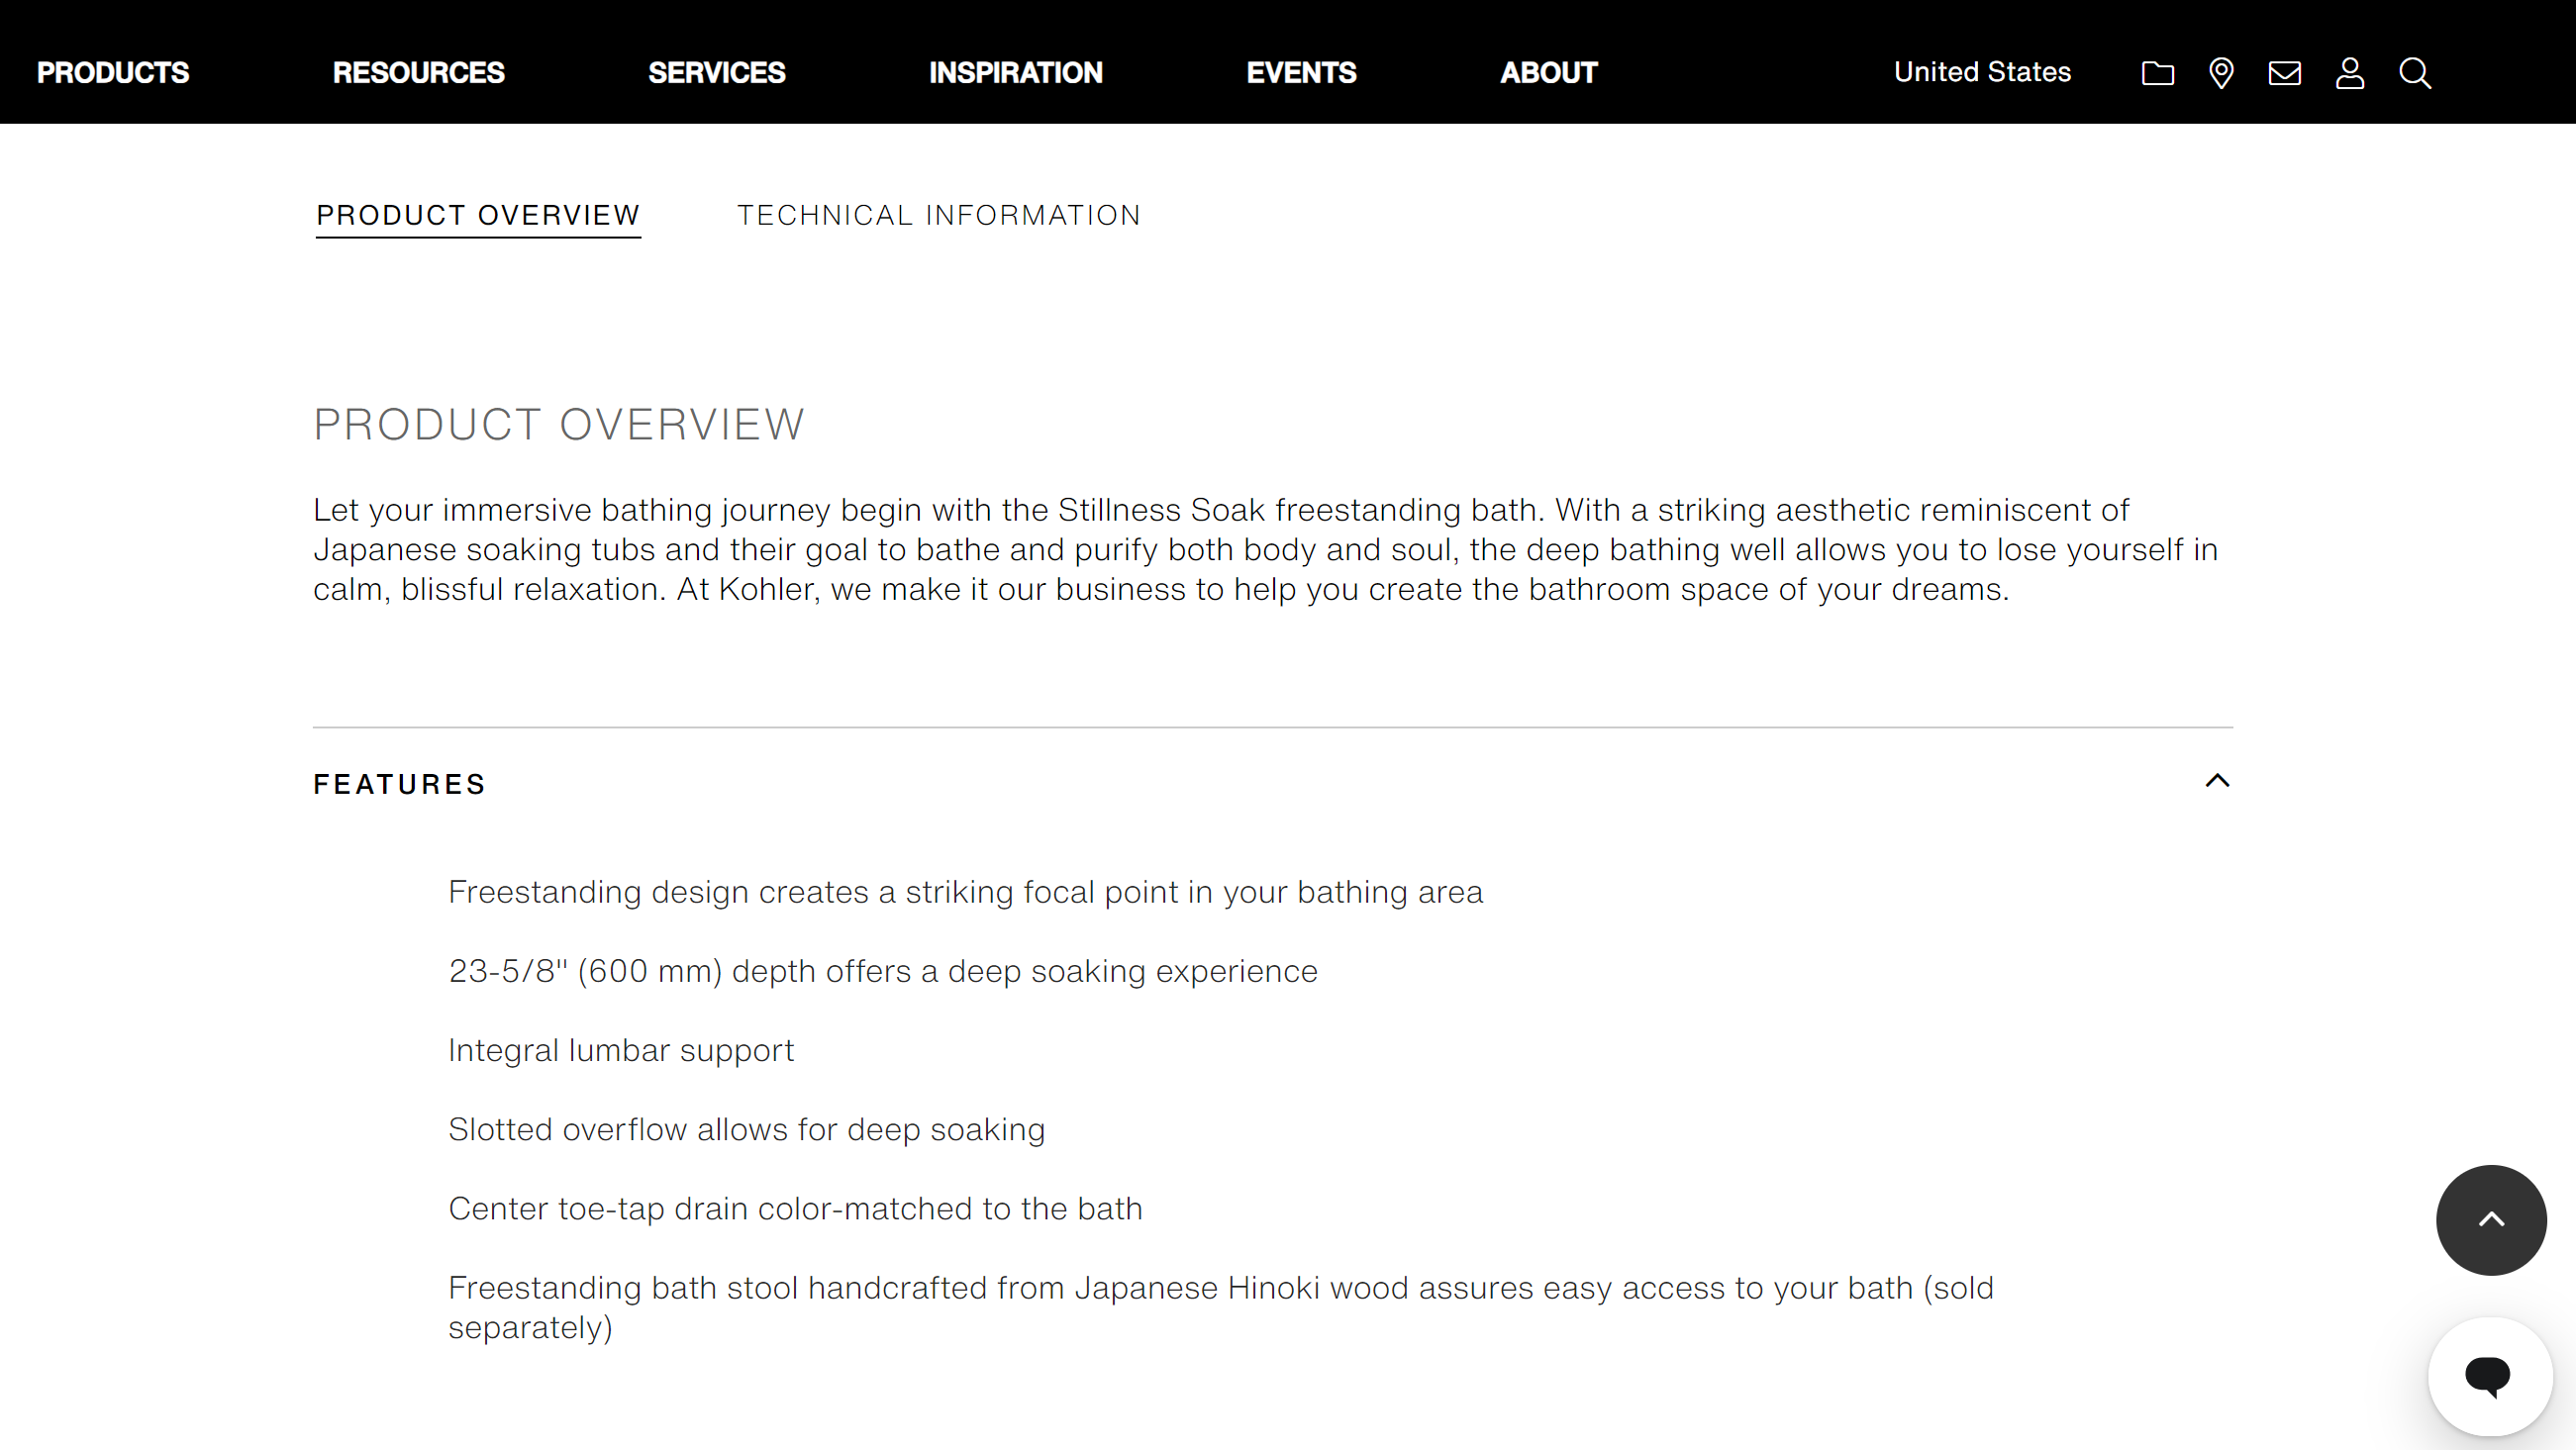 PRODUCTS RESOURCES SERVICES INSPIRATION EVENTS ABOUT United States
PRODUCT OVERVIEW TECHNICAL INFORMATION
PRODUCT OVERVIEW
Let your immersive bathing journey begin with the Stillness Soak freestanding bath. With a striking aesthetic reminiscent of
Japanese soaking tubs and their goal to bathe and purify both body and soul, the deep bathing well allows you to lose yourself in
calm, blissful relaxation. At Kohler, we make it our business to help you create the bathroom space of your dreams.
FEATURES
Freestanding design creates a striking focal point in your bathing area
23-5/8" (600 mm) depth offers a deep soaking experience
Integral lumbar support
Slotted overflow allows for deep soaking
Center toe-tap drain color-matched to the bath
Freestanding bath stool handcrafted from Japanese Hinoki wood assures easy access to your bath (sold
separately)